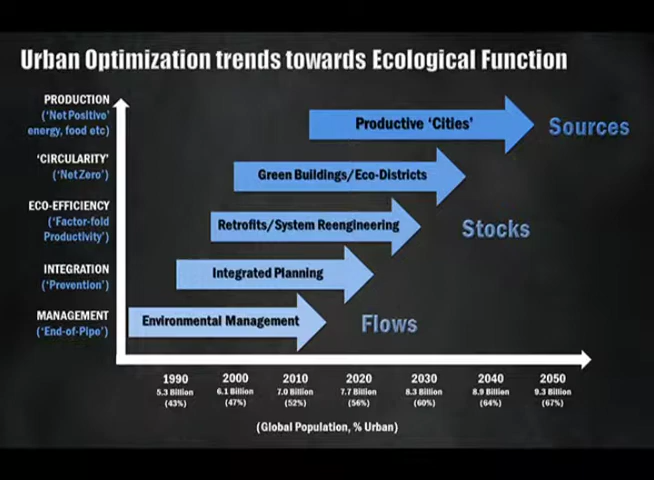 Urban Optimization trends towards Ecological Function
PRODUCTION
('Net Positive'
energy, food etc)
Productive 'Cities'
Sources
'CIRCULARITY'
('Net Zero')
Green Buildings/Eco-Districts
ECO-EFFICIENCY
('Factor-fold
Productivity')
Retrofits/System Reengineering
Stocks
INTEGRATION
('Prevention')
Integrated Planning
MANAGEMENT
('End-of-Pipe')
Environmental Management
Flows
1990 2000 2010 2020 2030 2040 2050
5.3 Billion 6.1 Billion 7.0 Billion 7.7 Billion 8.3 Billion 8.9 Billion 9.3 Billion
(43%) (47%) (52%) (56%) (60%) (64%) (67%)
(Global Population, % Urban)